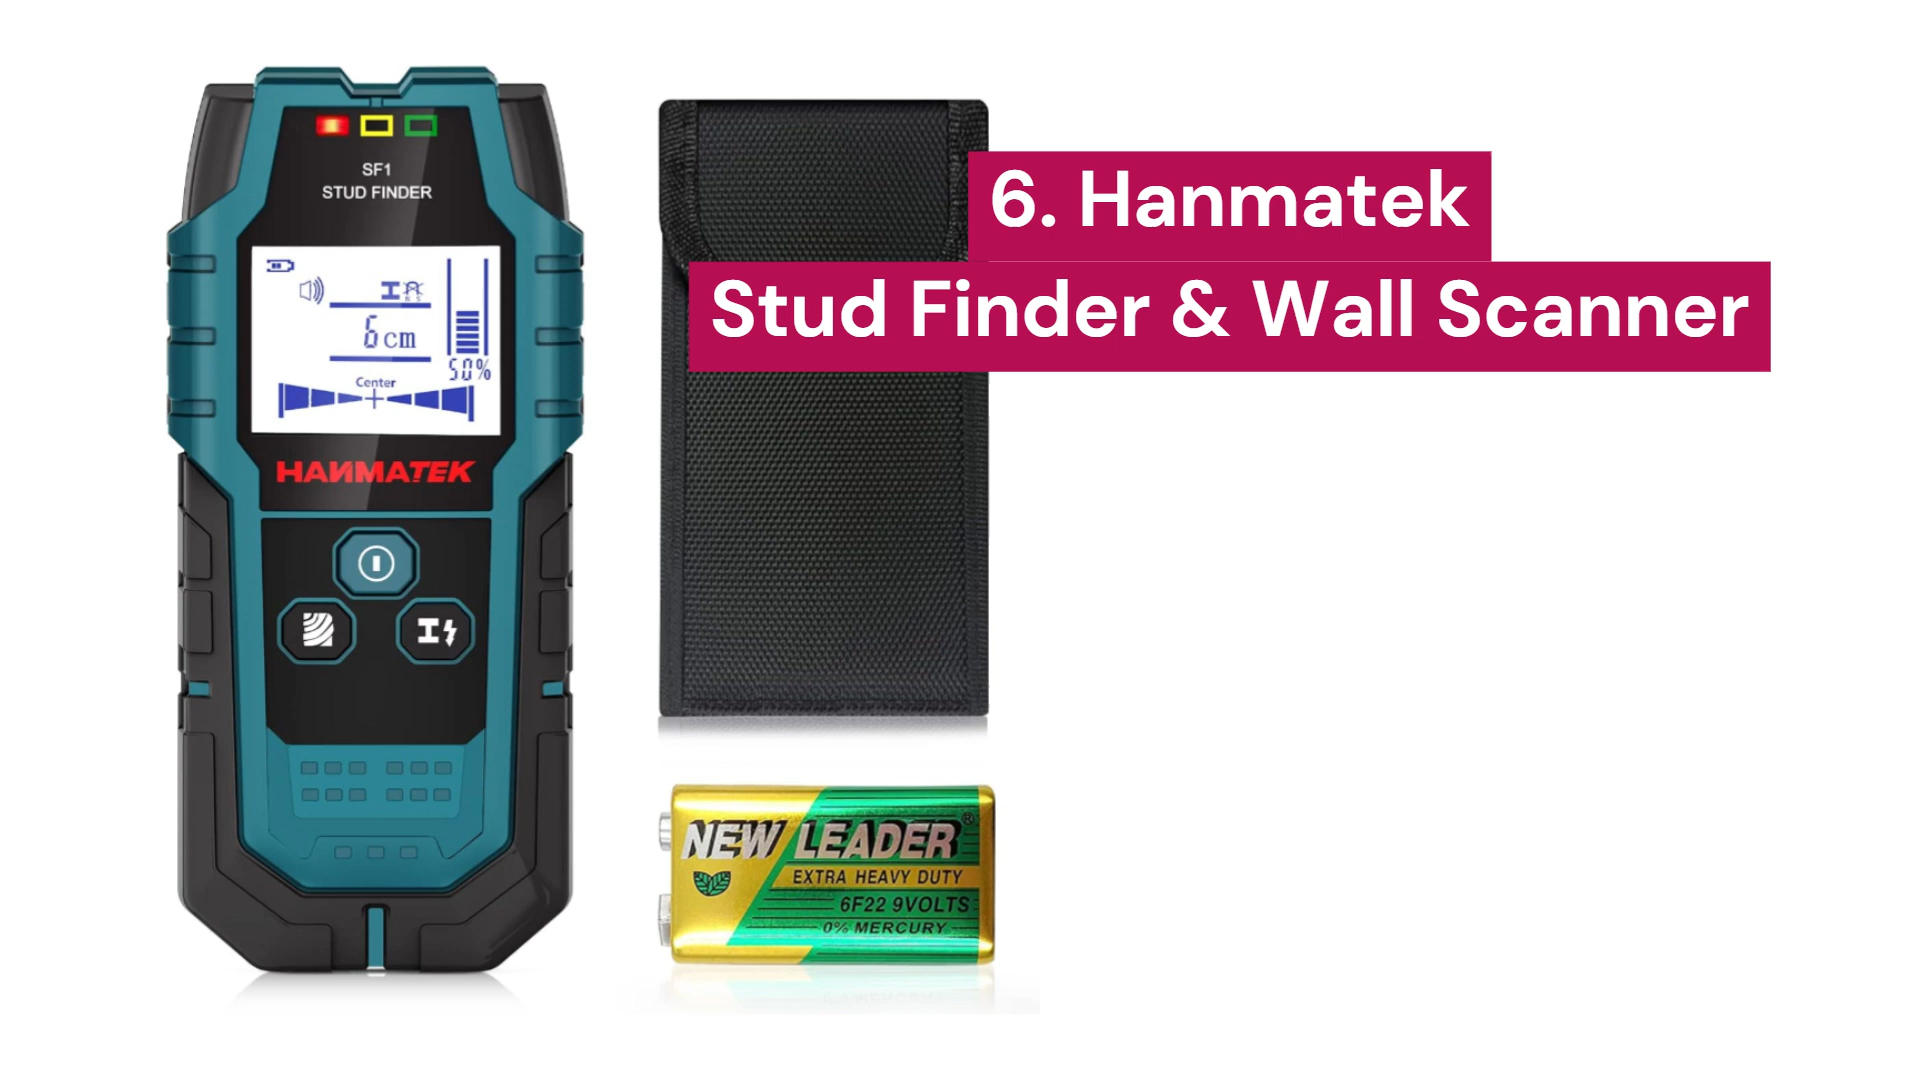 SF1
STUD FINDER
6cm
50%
Center
HANMATEK
6. Hanmatek
Stud Finder & Wall Scanner
NEW LEADER®
EXTRA HEAVY DUTY
6F22 9VOLTS
0% MERCURY